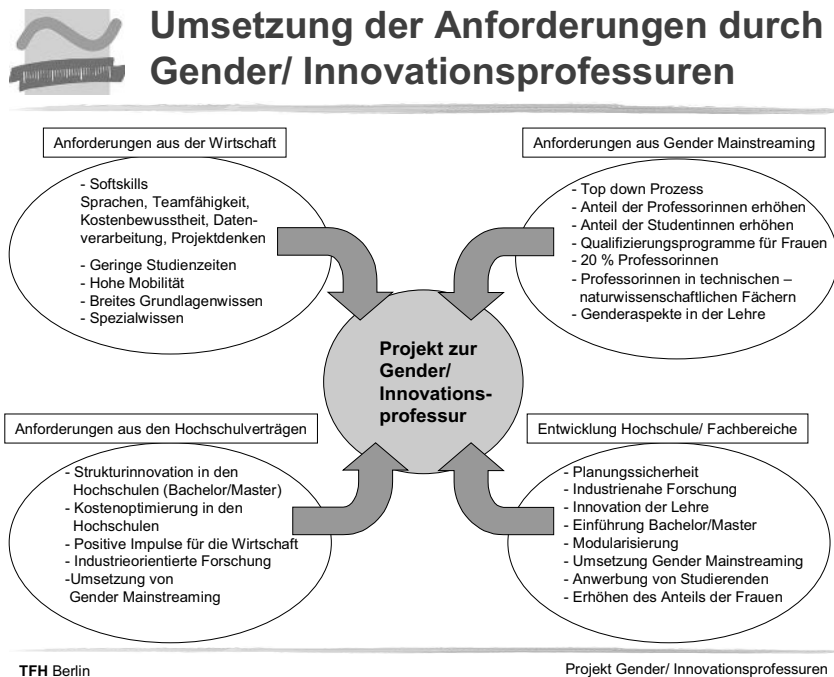 Umsetzung der Anforderungen durch
Gender/ Innovationsprofessuren
Anforderungen aus der Wirtschaft
- Softskills
Sprachen, Teamfähigkeit,
Kostenbewusstheit, Daten-
verarbeitung, Projektdenken
- Geringe Studienzeiten
- Hohe Mobilität
- Breites Grundlagenwissen
- Spezialwissen
Anforderungen aus Gender Mainstreaming
- Top down Prozess
- Anteil der Professorinnen erhöhen
- Anteil der Studentinnen erhöhen
- Qualifizierungsprogramme für Frauen
- 20 % Professorinnen
- Professorinnen in technischen –
naturwissenschaftlichen Fächern
- Genderaspekte in der Lehre
Projekt zur
Gender/
Innovations-
professur
Anforderungen aus den Hochschulverträgen
- Strukturinnovation in den
Hochschulen (Bachelor/Master)
- Kostenoptimierung in den
Hochschulen
- Positive Impulse für die Wirtschaft
- Industrieorientierte Forschung
-Umsetzung von
Gender Mainstreaming
Entwicklung Hochschule/ Fachbereiche
- Planungssicherheit
- Industrienahe Forschung
- Innovation der Lehre
- Einführung Bachelor/Master
- Modularisierung
- Umsetzung Gender Mainstreaming
- Anwerbung von Studierenden
- Erhöhen des Anteils der Frauen
TFH Berlin
Projekt Gender/ Innovationsprofessuren